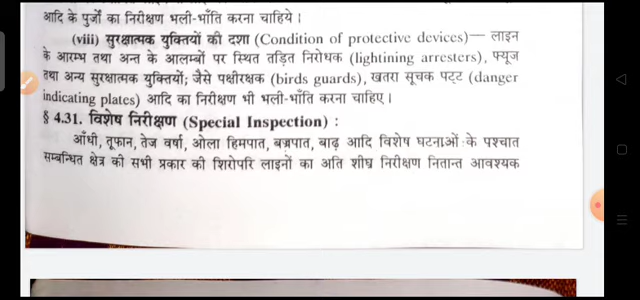 आदि के पुर्जों का निरीक्षण भली-भाँति करना चाहिये।
(viii) सुरक्षात्मक युक्तियों की दशा (Condition of protective devices)— लाइन
के आरम्भ तथा अन्त के आलम्बों पर स्थित तड़ित निरोधक (lightining arresters), फ्यूज
तथा अन्य सुरक्षात्मक युक्तियों; जैसे पक्षीरक्षक (birds guards), खतरा सूचक पट्ट (danger
indicating plates) आदि का निरीक्षण भी भली-भाँति करना चाहिए।
§ 4.31. विशेष निरीक्षण (Special Inspection) :
आँधी, तूफान, तेज वर्षा, ओला हिमपात, बज्रपात, बाढ़ आदि विशेष घटनाओं के पश्चात
सम्बन्धित क्षेत्र की सभी प्रकार की शिरोपरि लाइनों का अति शीघ्र निरीक्षण नितान्त आवश्यक